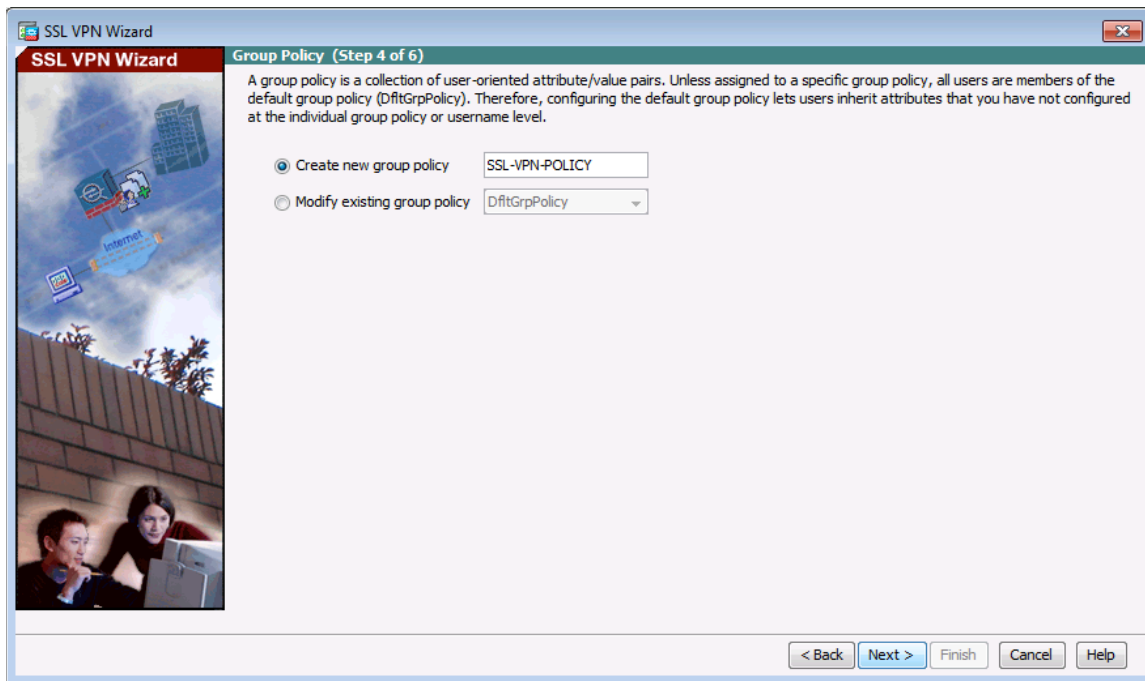 SSL VPN Wizard
SSL VPN Wizard
Group Policy (Step 4 of 6)
A group policy is a collection of user-oriented attribute/value pairs. Unless assigned to a specific group policy, all users are members of the
default group policy (DfltGrpPolicy). Therefore, configuring the default group policy lets users inherit attributes that you have not configured
at the individual group policy or username level.
Create new group policy SSL-VPN-POLICY
Modify existing group policy DfltGrpPolicy
Internet
< Back Next > Finish Cancel Help